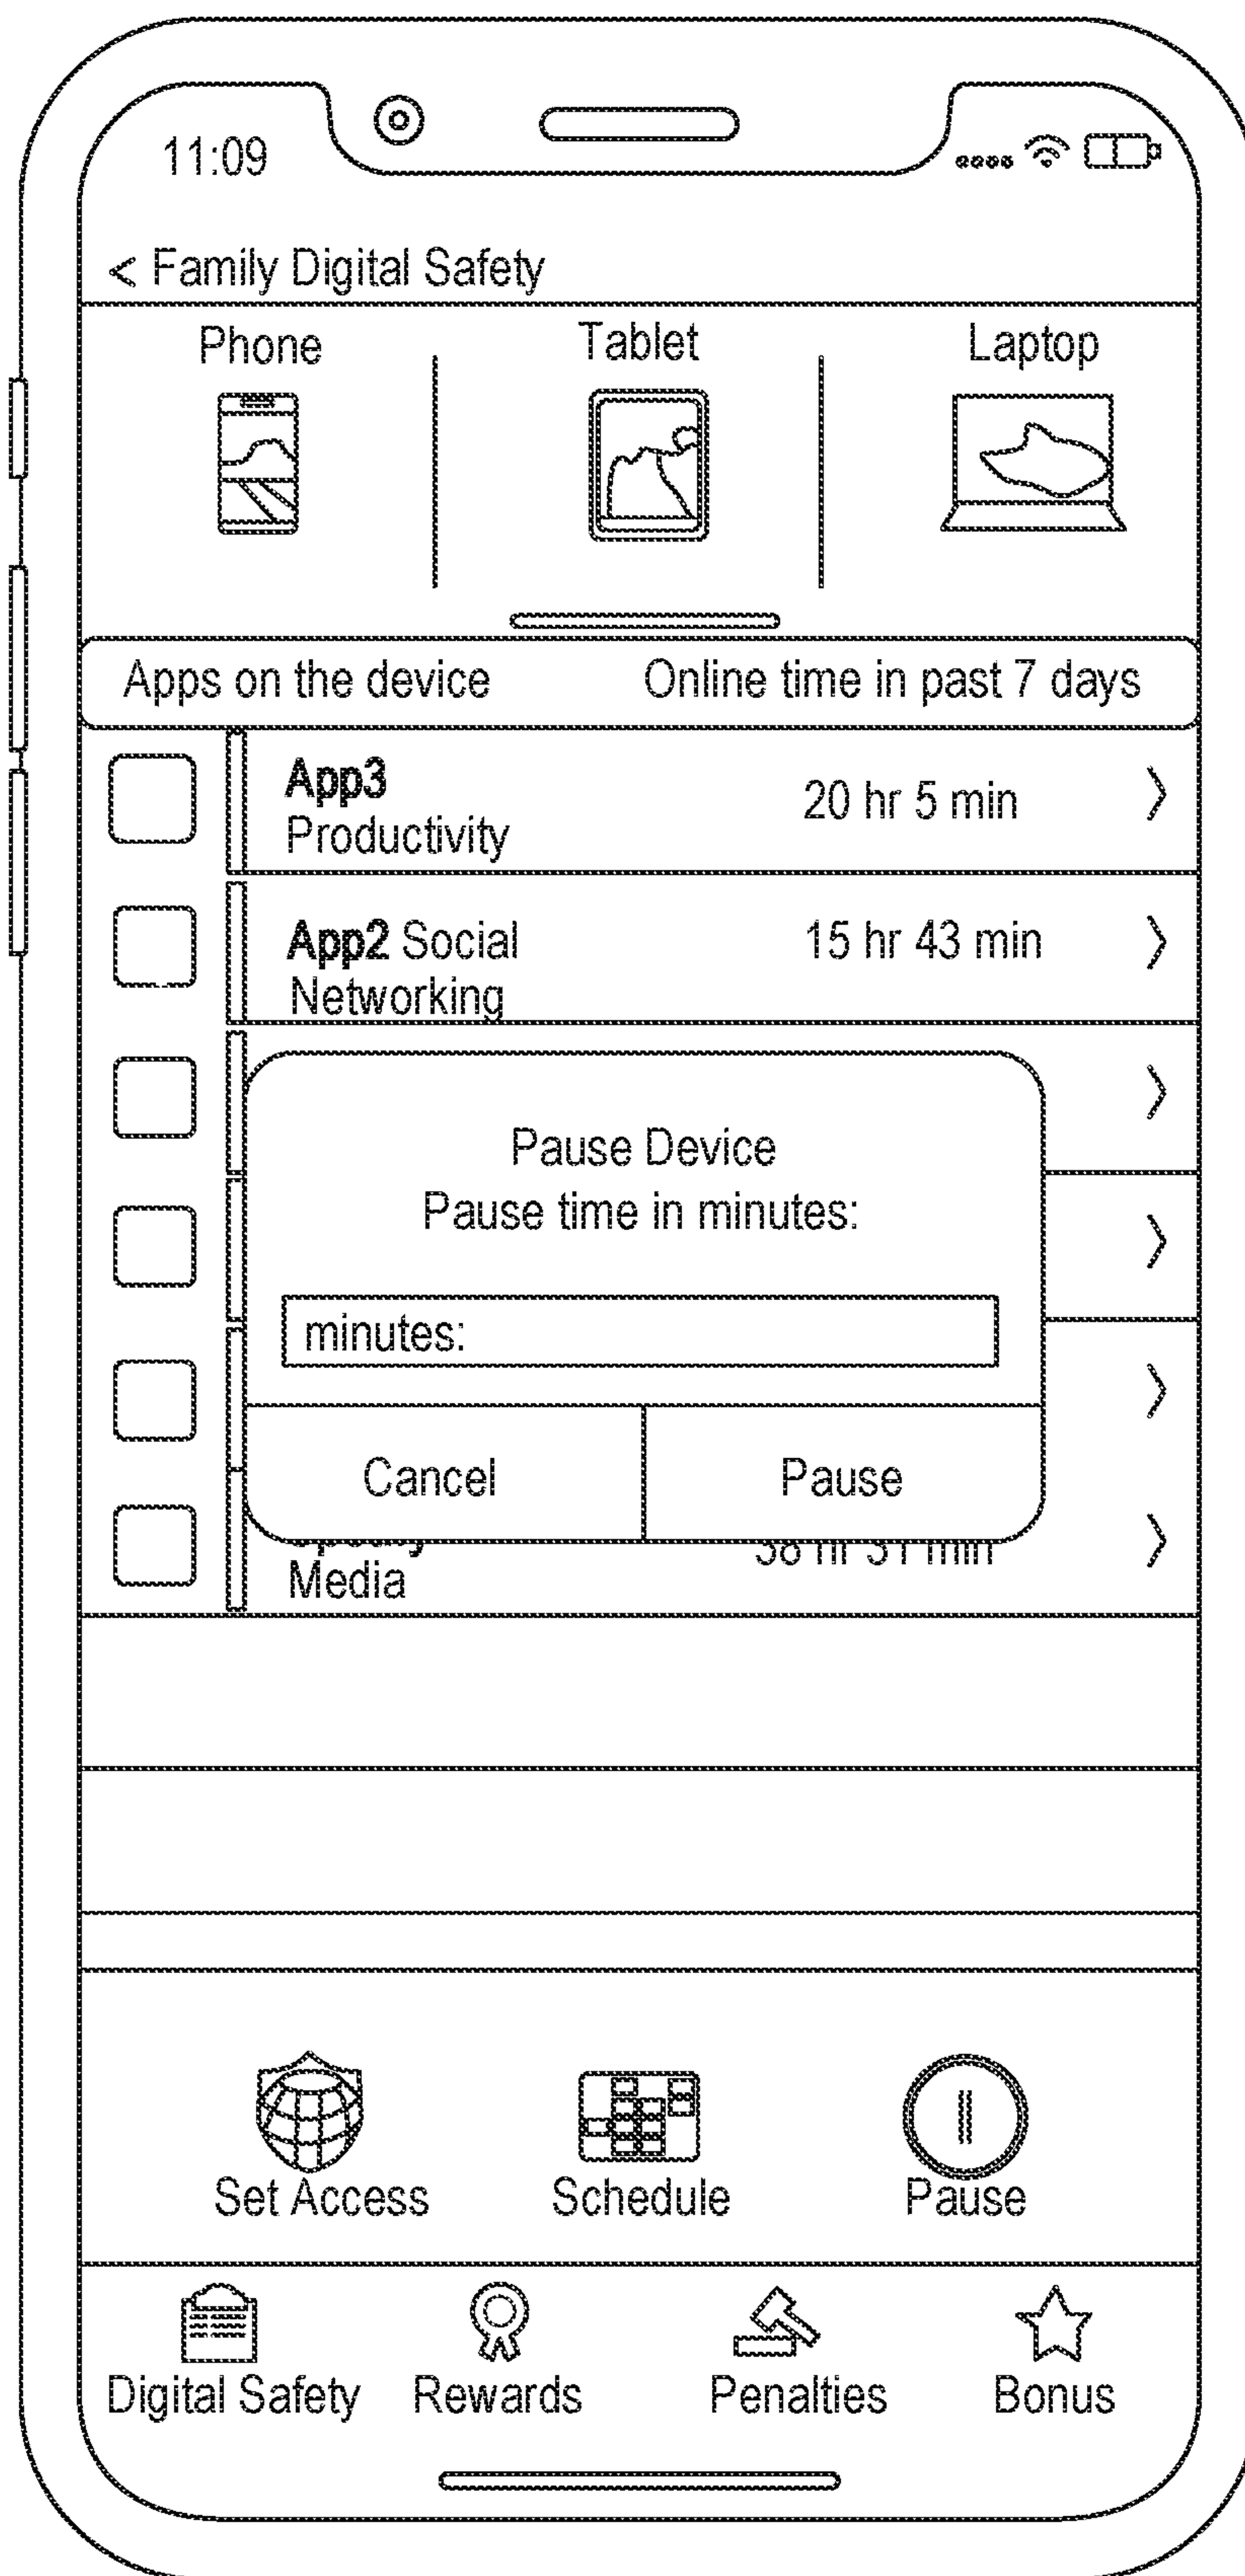 11:09
< Family Digital Safety
Phone Tablet Laptop
Apps on the device Online time in past 7 days
App3 20 hr 5 min
Productivity
App2 Social 15 hr 43 min
Networking
Pause Device
Pause time in minutes:
minutes:
Cancel Pause
min
Media
Set Access Schedule Pause
Digital Safety Rewards Penalties Bonus